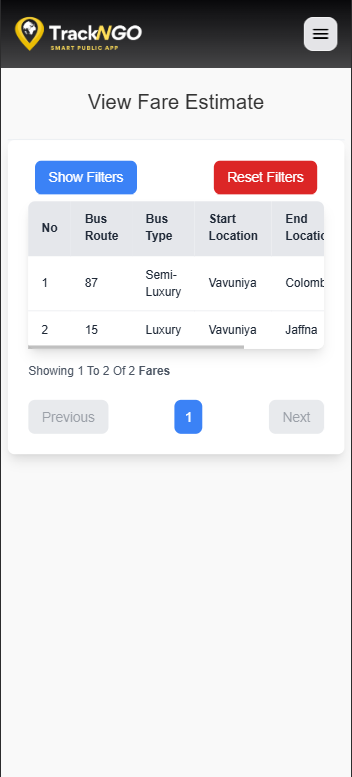 TrackNGO
SMART PUBLIC APP
View Fare Estimate
Show Filters
Reset Filters
No
Bus Route
Bus Type
Start Location
End Locatic
1
87
Semi-Luxury
Vavuniya
Colomb
2
15
Luxury
Vavuniya
Jaffna
Showing 1 To 2 Of 2 Fares
Previous
1
Next